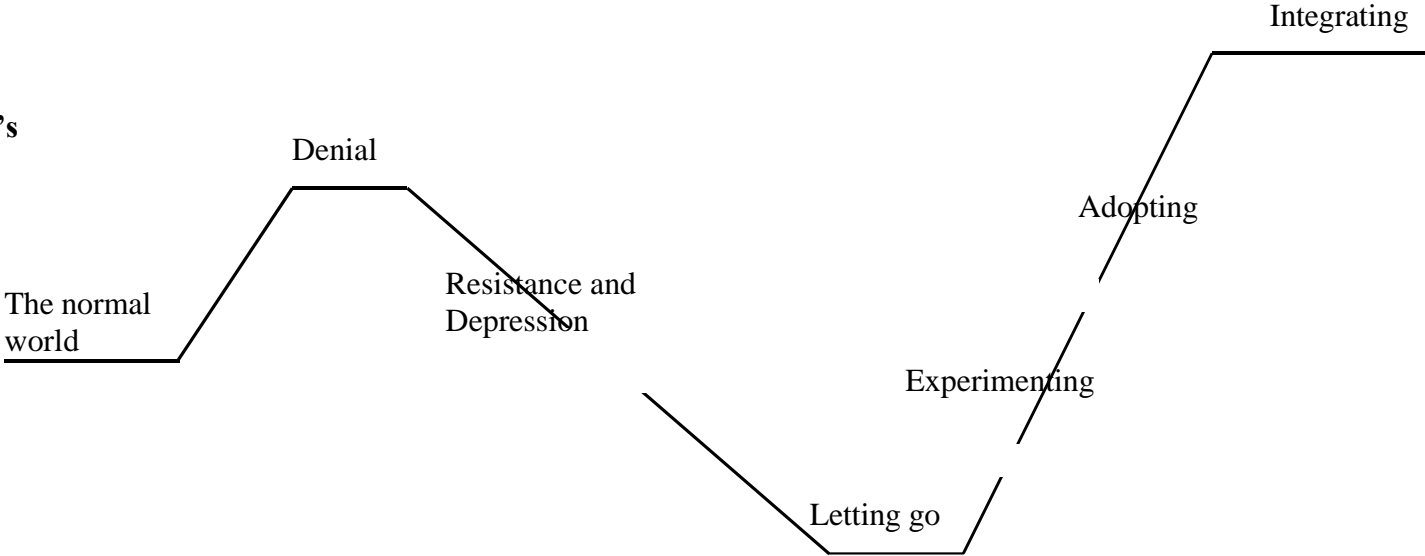 Integrating
’s
Denial
Adopting
Resistance and
Depression
The normal
world
Experimenting
Letting go